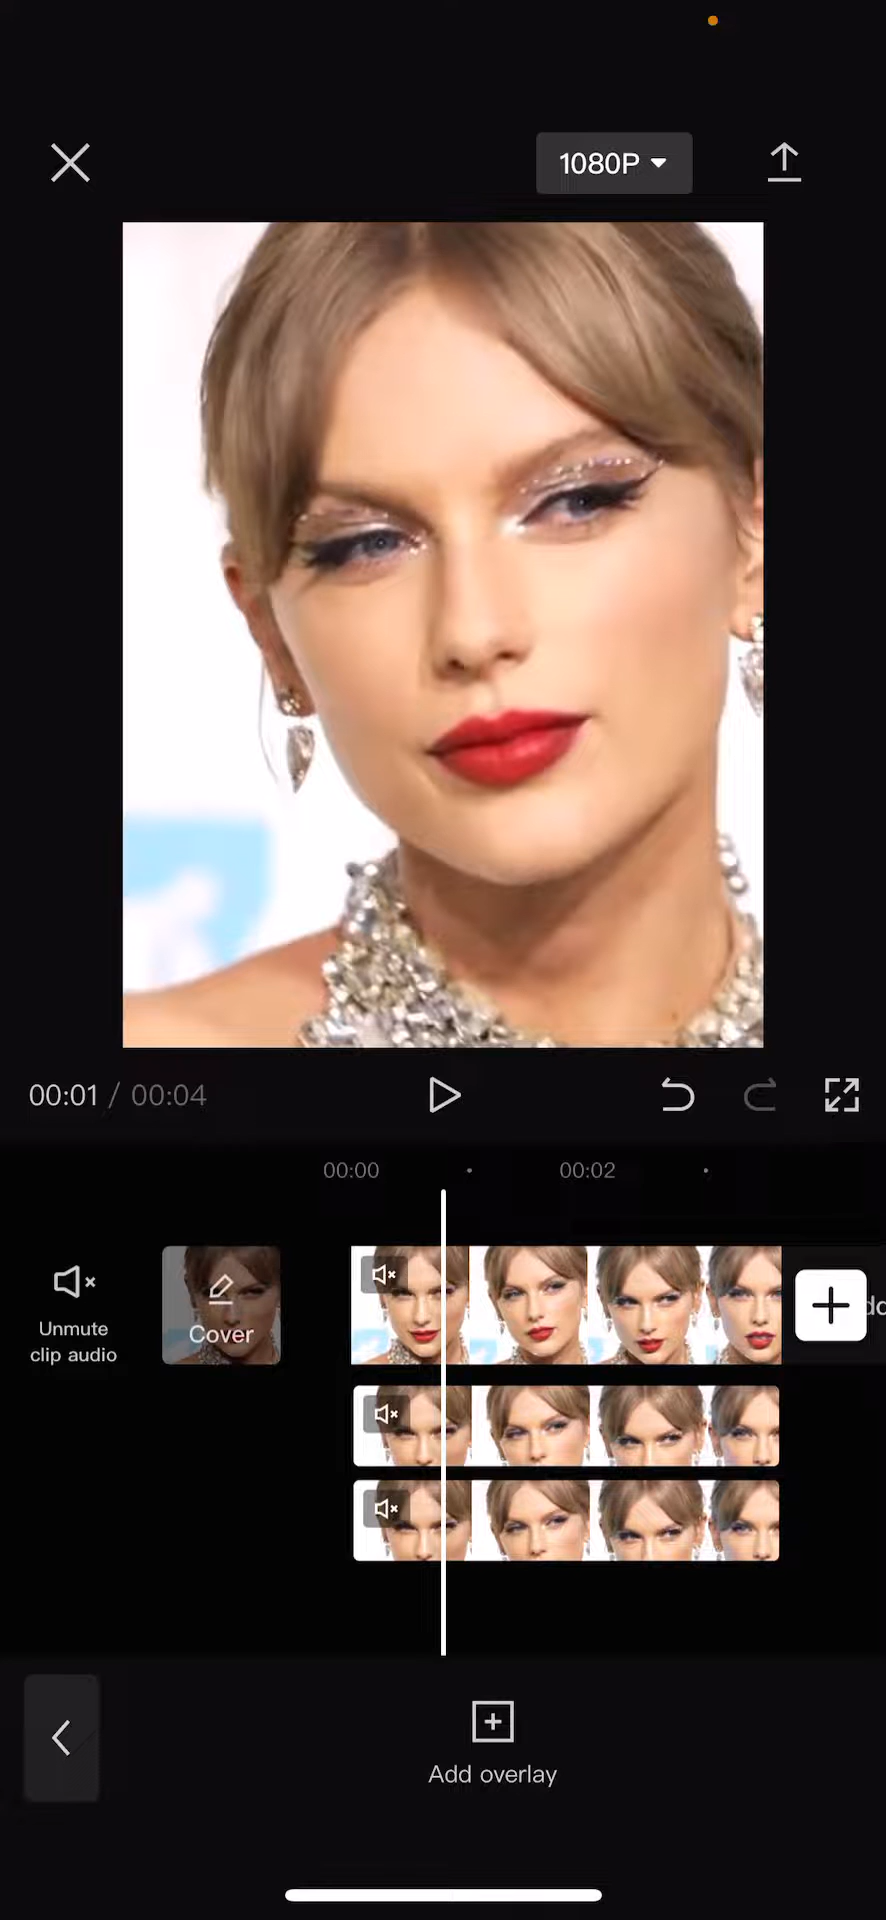 1080P
00:01 / 00:04
00:00
00:02
Unmute
clip audio
Cover
Add overlay